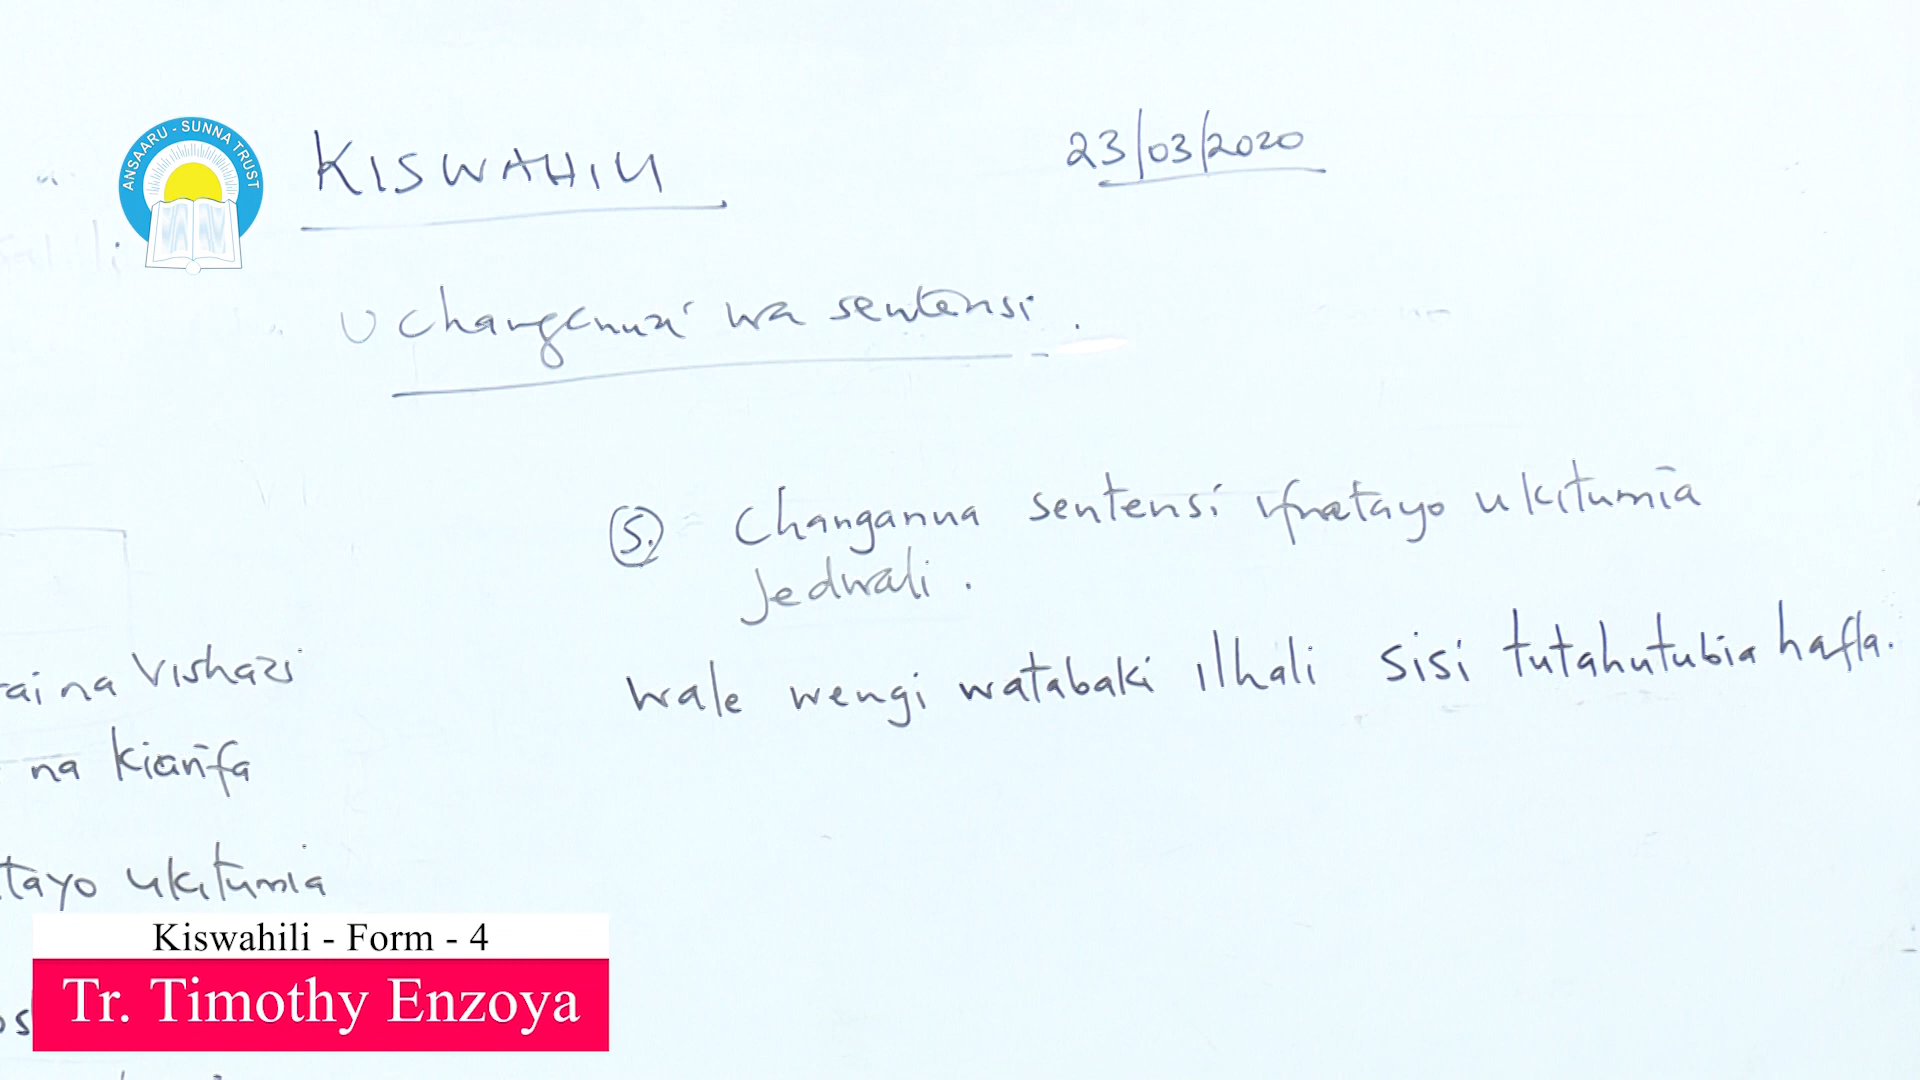 ANSAARU - SUNNA TRUST
KISWAHILI
23/03/2020
Uchanganuzi wa sentensi.
5. Changanua sentensi ifuatayo ukitumia
Jedwali.
wale wengi watabaki ilhali sisi tutahutubia hafla.
rai na Vishazi
na kiarifa
tayo ukitumia
Kiswahili - Form - 4
Tr. Timothy Enzoya